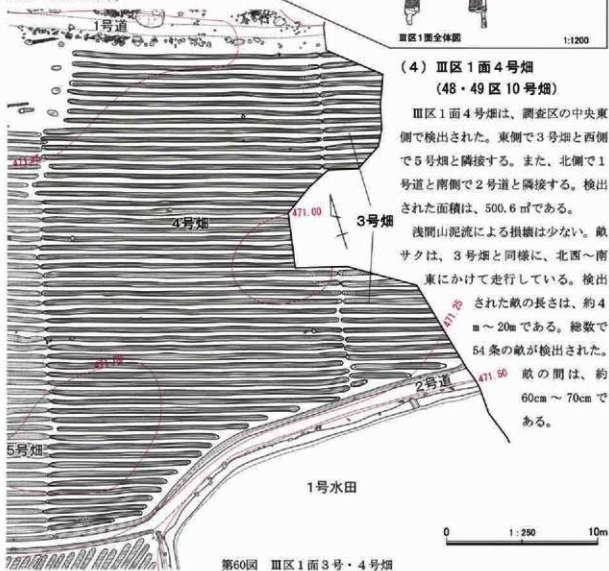 Ⅲ区1面全体図
1:1200
1号道
(4) Ⅲ区1面4号畑
(48・49区10号畑)
Ⅲ区1面4号畑は、調査区の中央東
側で検出された。東側で3号畑と西側
で5号畑と隣接する。また、北側で1
号道と南側で2号道と隣接する。検出
された面積は、500.6㎡である。
浅間山泥流による損壊は少ない。畝
サクは、3号畑と同様に、北西～南
東にかけて走行している。検出
された畝の長さは、約4
m～20mである。総数で
54条の畝が検出された。
畝の間は、約
60cm～70cmで
ある。
471.25
471.00
4号畑
3号畑
471.25
471.50
2号道
5号畑
1号水田
0
1:250
10m
第60図 Ⅲ区1面3号・4号畑